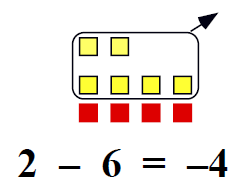 2 – 6 = –4